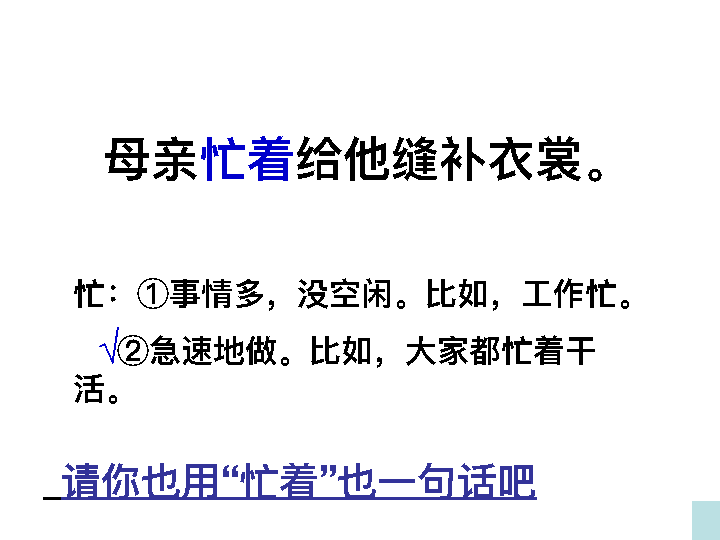 母亲忙着给他缝补衣裳。
忙：①事情多，没空闲。比如，工作忙。
√②急速地做。比如，大家都忙着干
活。
_请你也用“忙着”也一句话吧